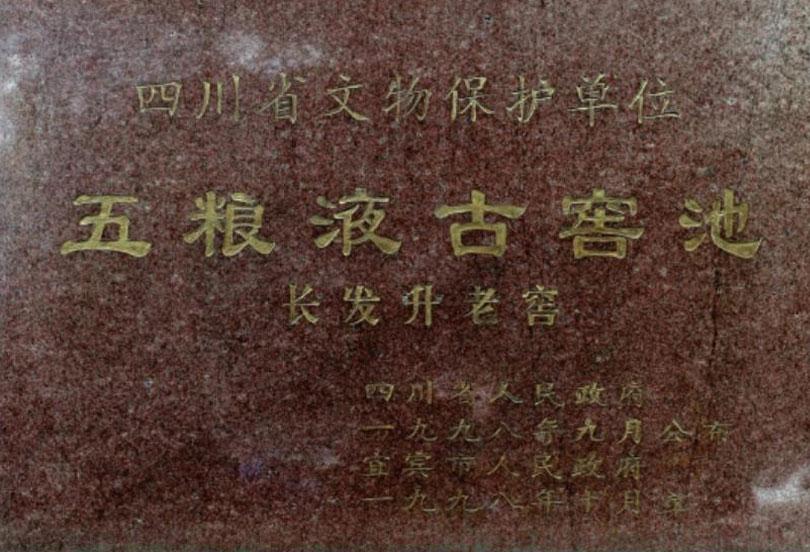 四川省文物保护单位
五粮液古窖池
长发升老窖
四川省人民政府
一九九八年九月公布
宜宾市人民政府
一九九八年十月立